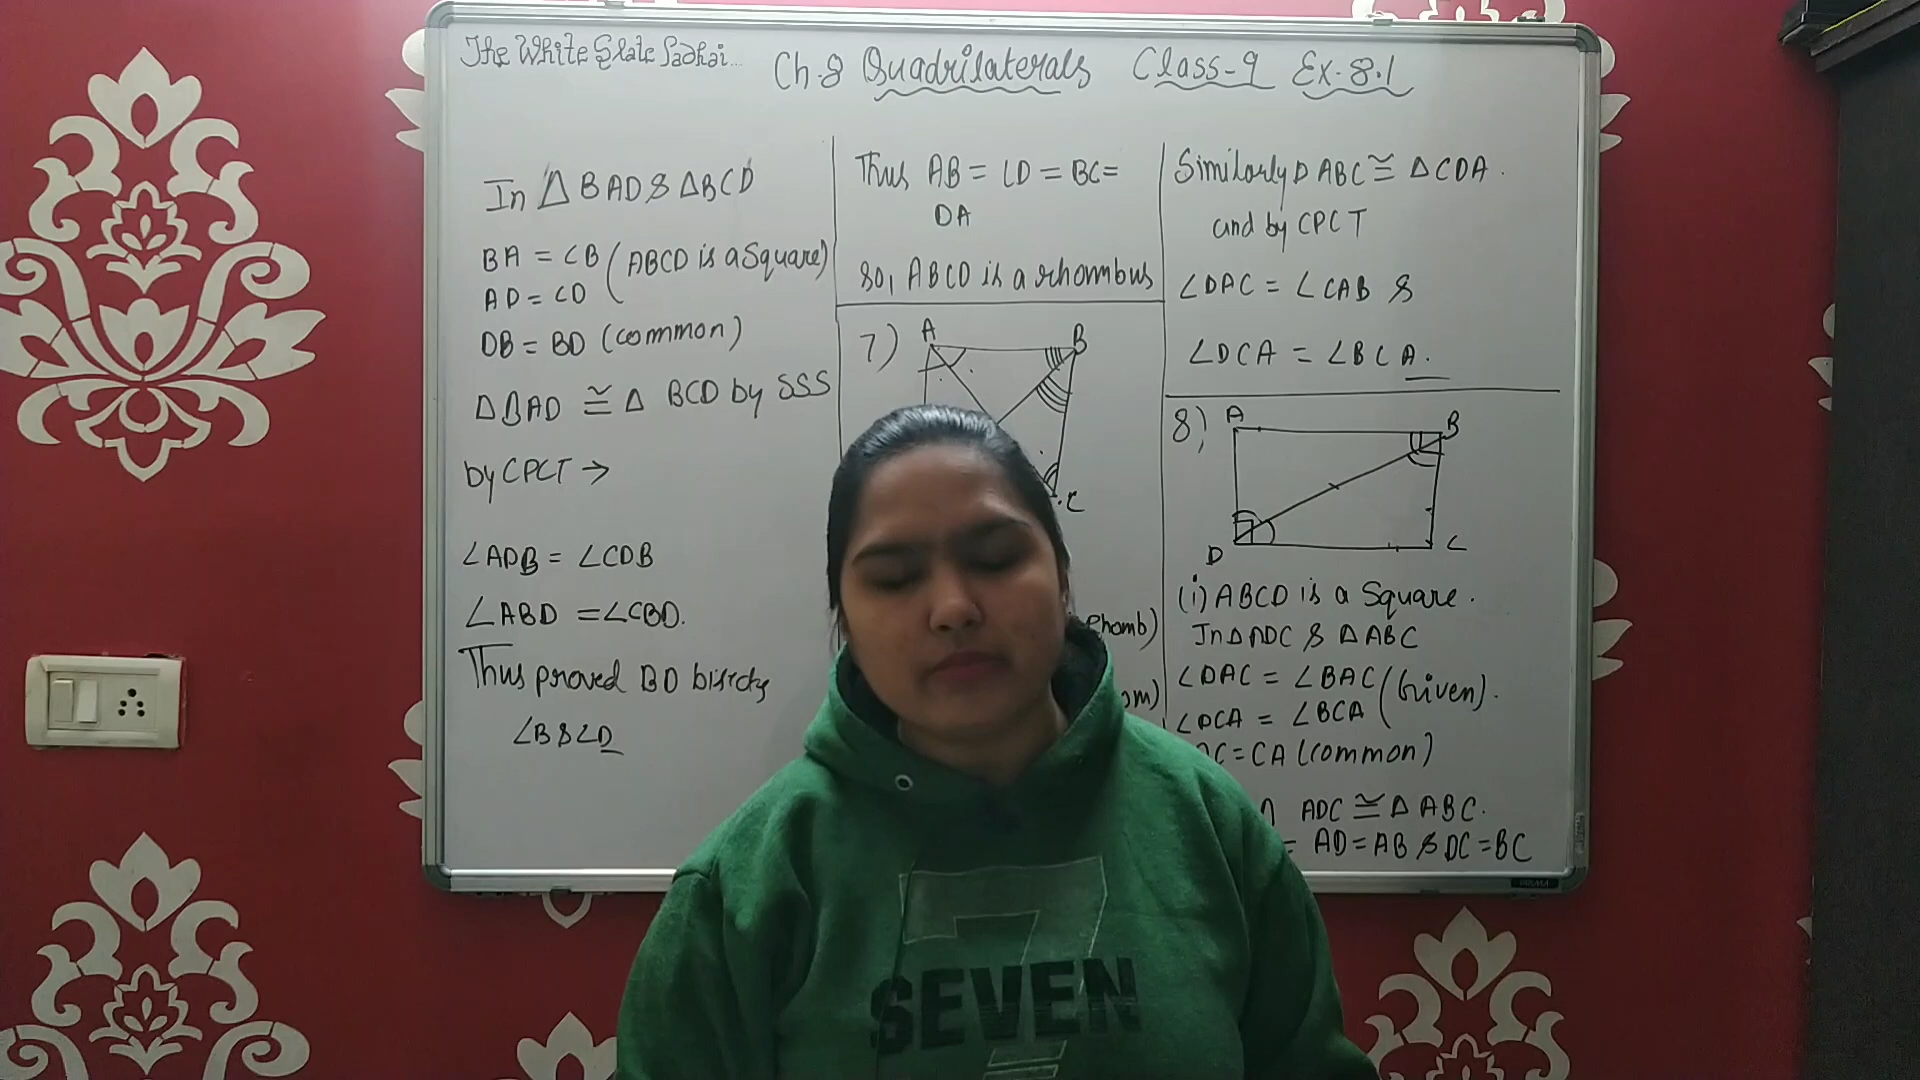 The White Slate Padhai...
Ch.8 Quadrilaterals Class-9 Ex-8.1
In △ BAD & △BCD
BA = CB (ABCD is a Square)
AD = CD
DB = BD (common)
△BAD ≅ △ BCD by SSS
by CPCT →
∠ADB = ∠CDB
∠ABD = ∠CBD.
Thus proved BD bisects
∠B & ∠D
Thus AB = CD = BC =
DA
So, ABCD is a rhombus
7)
A
B
C
Rhomb)
om)
Similarly △ ABC ≅ △CDA.
and by CPCT
∠DAC = ∠CAB &
∠DCA = ∠BCA.
8)
A
B
D
C
(i) ABCD is a Square.
In △ ADC & △ ABC
∠DAC = ∠BAC (Given).
∠DCA = ∠BCA
C = CA (common)
ADC ≅ △ ABC.
= AD = AB & DC = BC
SEVEN